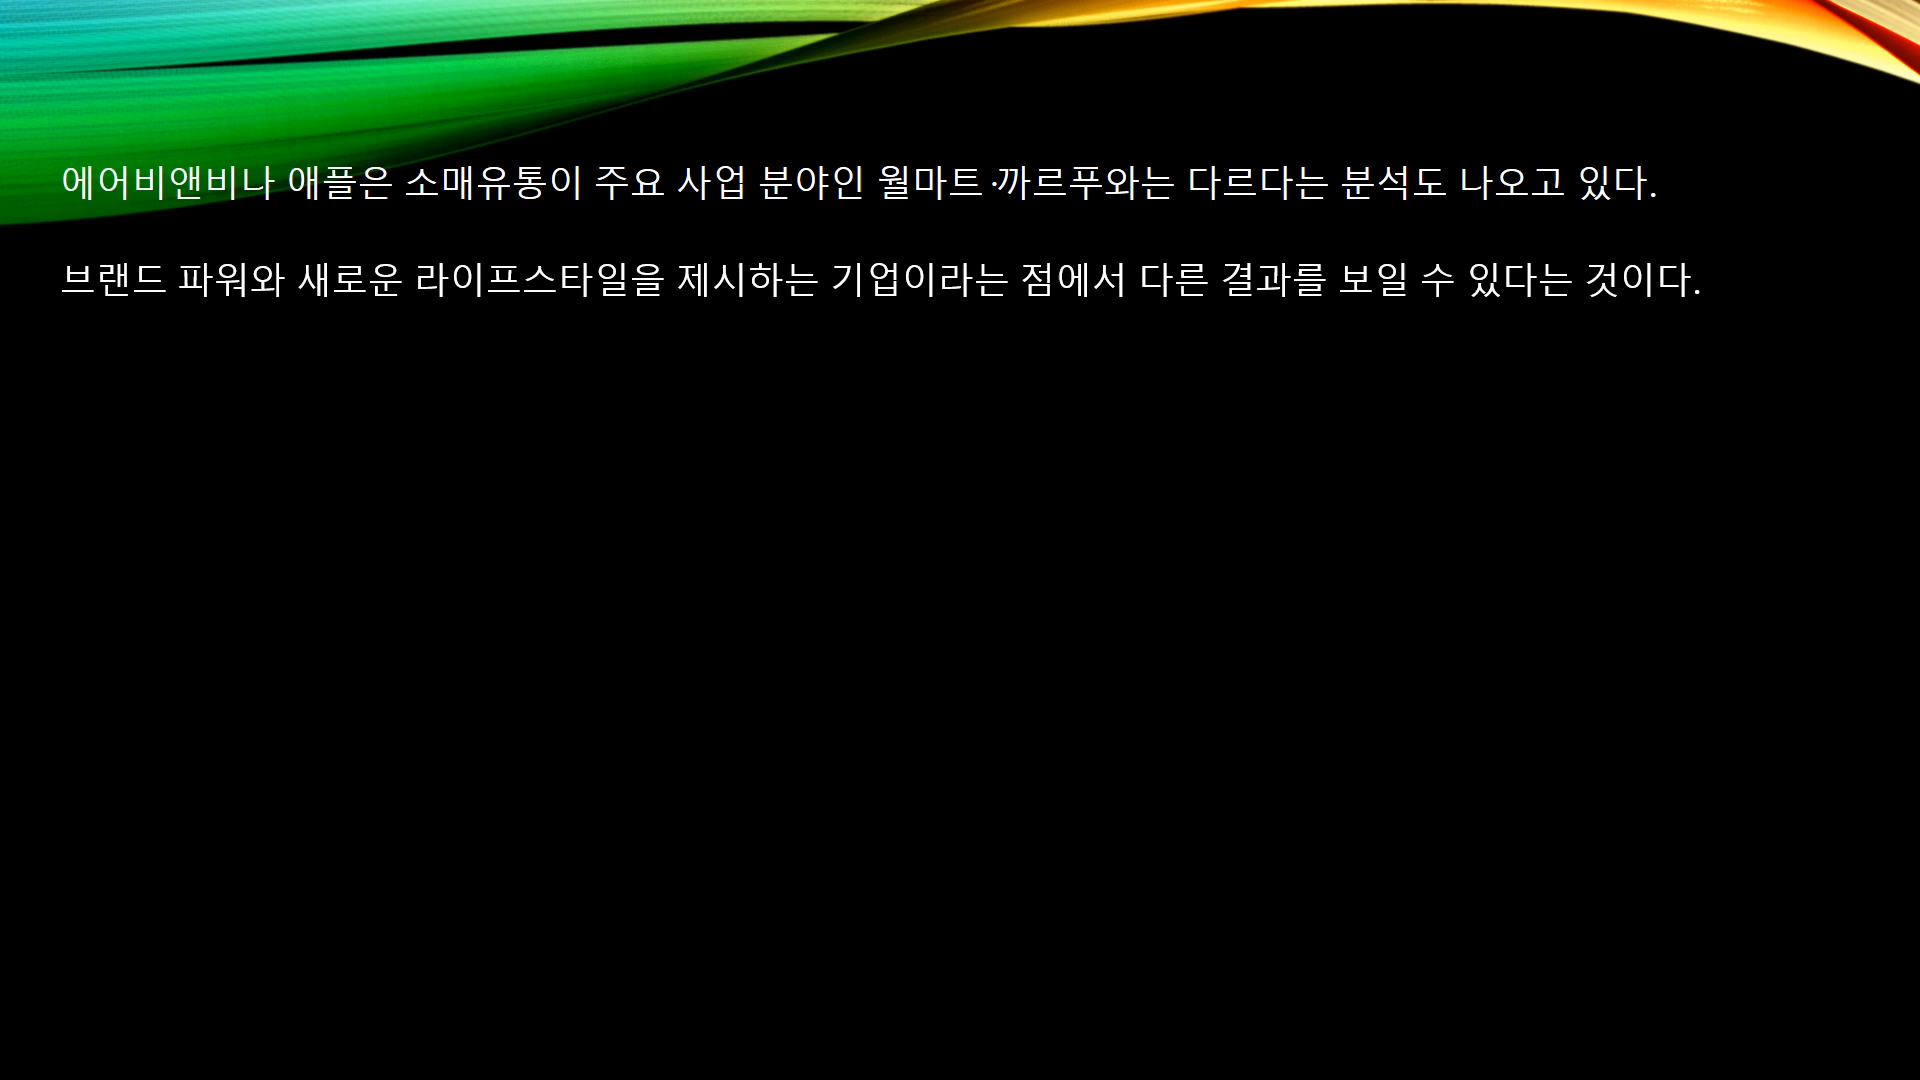 에어비앤비나 애플은 소매유통이 주요 사업 분야인 월마트·까르푸와는 다르다는 분석도 나오고 있다.
브랜드 파워와 새로운 라이프스타일을 제시하는 기업이라는 점에서 다른 결과를 보일 수 있다는 것이다.